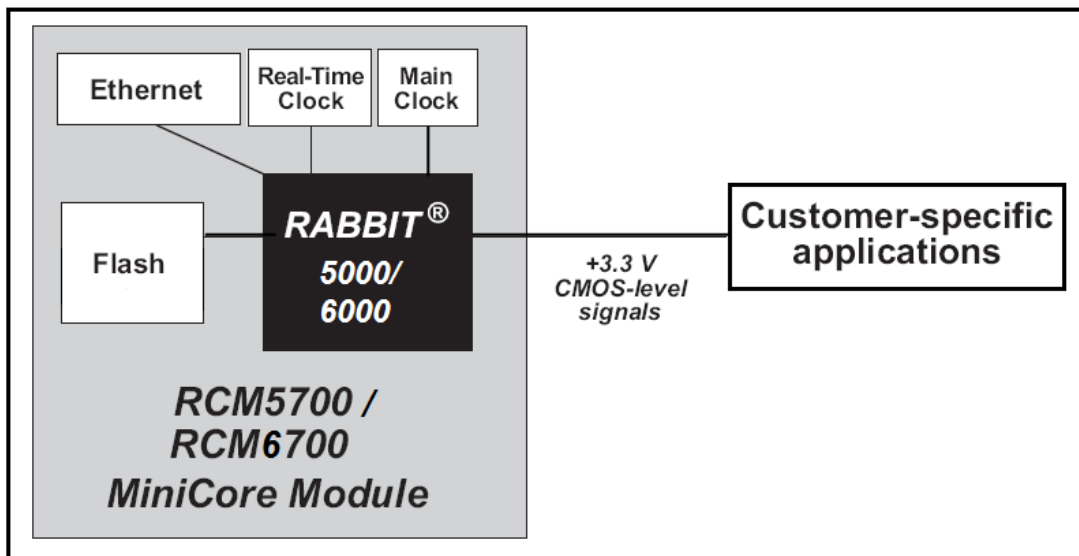 Ethernet
Real-Time
Clock
Main
Clock
Flash
RABBIT®
5000/
6000
+3.3 V
CMOS-level
signals
Customer-specific
applications
RCM5700 /
RCM6700
MiniCore Module